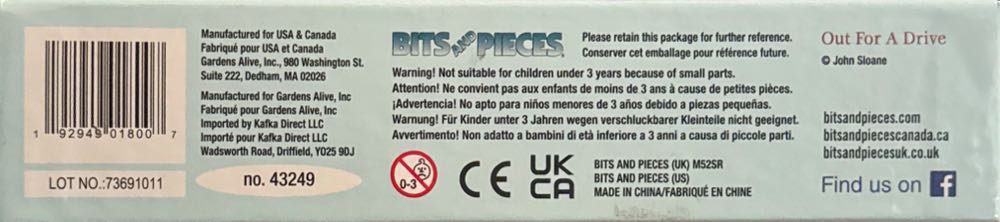 1 92949 01800 7
LOT NO.:73691011
Manufactured for USA & Canada
Fabriqué pour USA et Canada
Gardens Alive, Inc., 980 Washington St.
Suite 222, Dedham, MA 02026
Manufactured for Gardens Alive, Inc
Fabriqué pour Gardens Alive, Inc
Imported by Kafka Direct LLC
Importé pour Kafka Direct LLC
Wadsworth Road, Driffield, YO25 9DJ
no. 43249
BITS AND PIECES
Please retain this package for further reference.
Conserver cet emballage pour référence future.
Warning! Not suitable for children under 3 years because of small parts.
Attention! Ne convient pas aux enfants de moins de 3 ans à cause de petites pièces.
¡Advertencia! No apto para niños menores de 3 años debido a piezas pequeñas.
Warnung! Für Kinder unter 3 Jahren wegen verschluckbarer Kleinteile nicht geeignet.
Avvertimento! Non adatto a bambini di età inferiore a 3 anni a causa di piccole parti.
0-3
CE
UK
CA
BITS AND PIECES (UK) M52SR
BITS AND PIECES (US)
MADE IN CHINA/FABRIQUÉ EN CHINE
Out For A Drive
© John Sloane
bitsandpieces.com
bitsandpiecescanada.ca
bitsandpiecesuk.co.uk
Find us on f